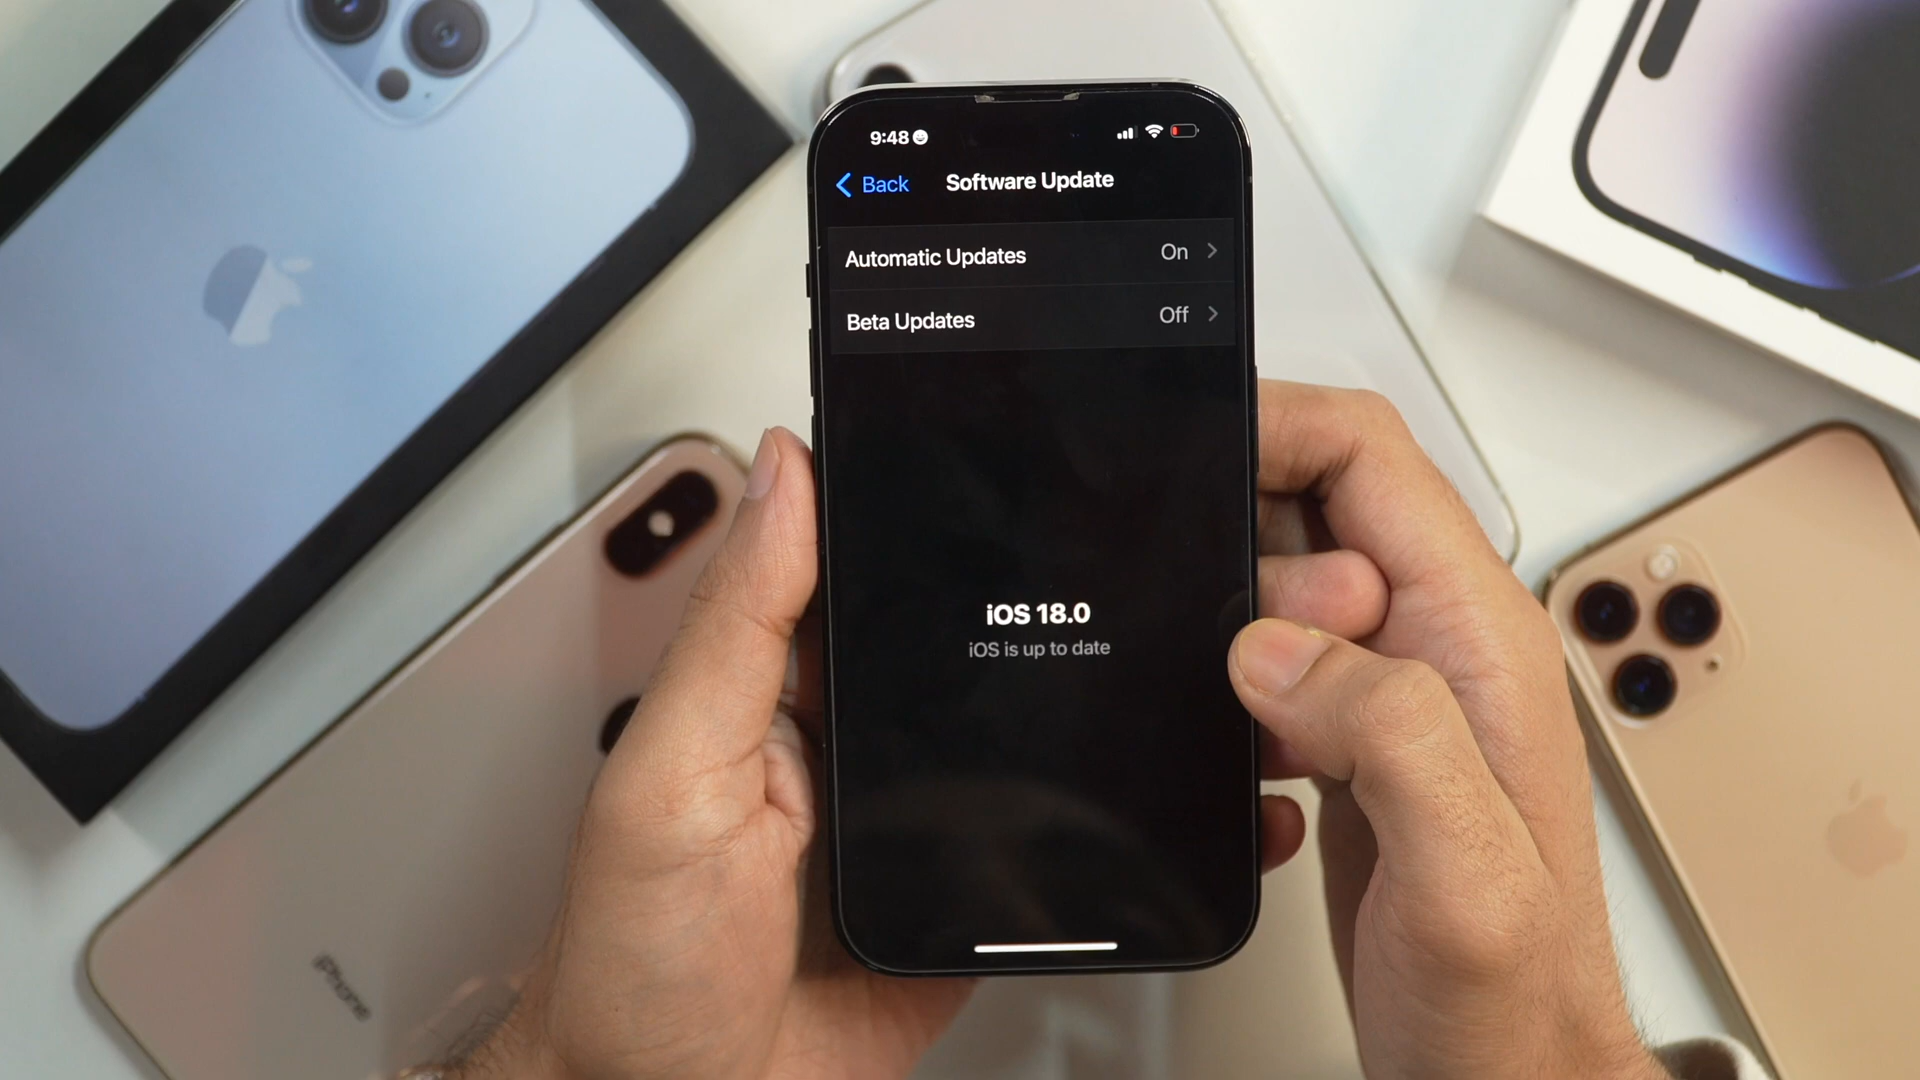 9:48
Back
Software Update
Automatic Updates On
Beta Updates Off
iOS 18.0
iOS is up to date
iPhone